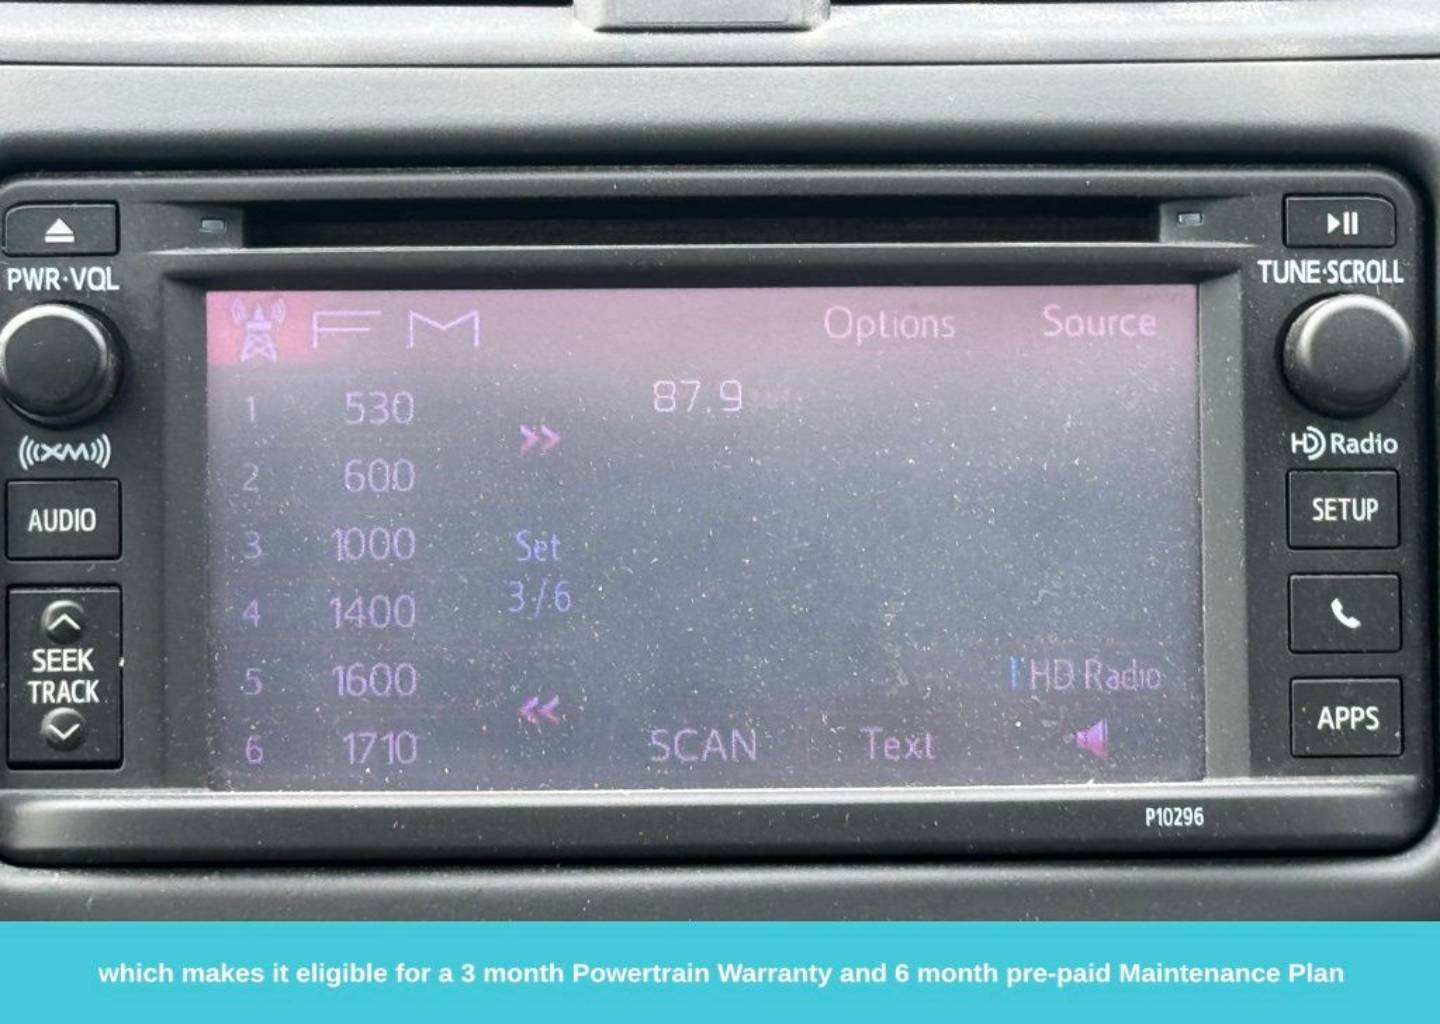 PWR·VOL
TUNE·SCROLL
FM
Options
Source
87.9
1 530
2 600
3 1000
4 1400
5 1600
6 1710
Set
3/6
HD Radio
SCAN
Text
((XM))
AUDIO
SEEK
TRACK
HD Radio
SETUP
APPS
P10296
which makes it eligible for a 3 month Powertrain Warranty and 6 month pre-paid Maintenance Plan